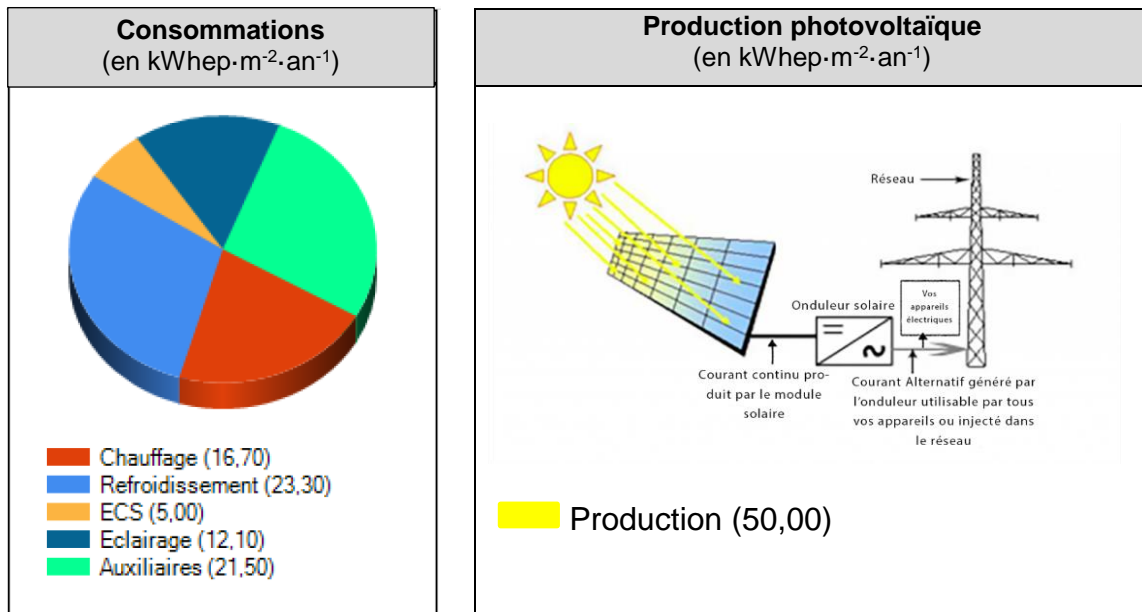 Consommations
(en kWhep·m-2·an-1)
Chauffage (16,70)
Refroidissement (23,30)
ECS (5,00)
Eclairage (12,10)
Auxiliaires (21,50)
Production photovoltaïque
(en kWhep·m-2·an-1)
Réseau
Vos
appareils
électriques
Onduleur solaire
Courant continu pro-
duit par le module
solaire
Courant Alternatif généré par
l'onduleur utilisable par tous
vos appareils ou injecté dans
le réseau
Production (50,00)